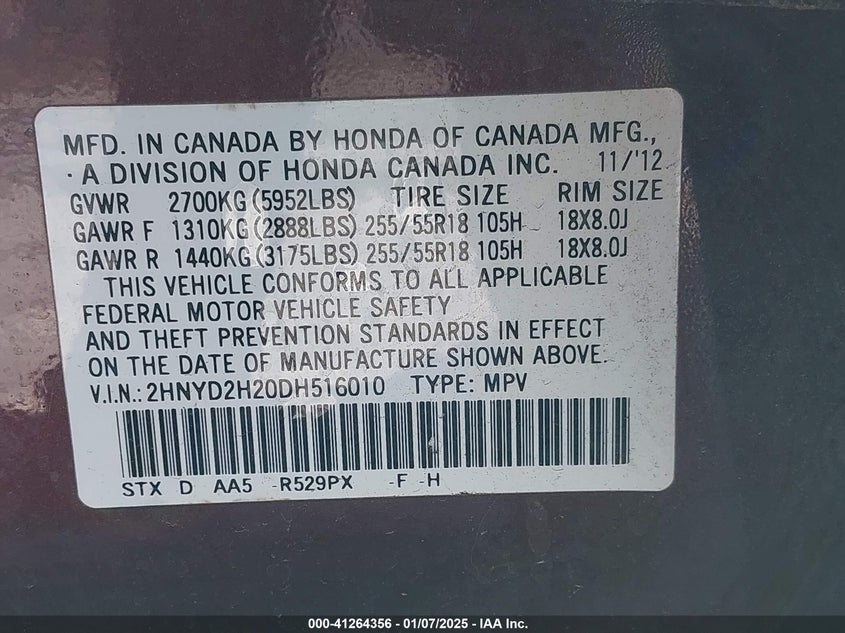 MFD. IN CANADA BY HONDA OF CANADA MFG.,
A DIVISION OF HONDA CANADA INC. 11/'12
GVWR 2700KG (5952LBS) TIRE SIZE RIM SIZE
GAWR F 1310KG (2888LBS) 255/55R18 105H 18X8.0J
GAWR R 1440KG (3175LBS) 255/55R18 105H 18X8.0J
THIS VEHICLE CONFORMS TO ALL APPLICABLE
FEDERAL MOTOR VEHICLE SAFETY
AND THEFT PREVENTION STANDARDS IN EFFECT
ON THE DATE OF MANUFACTURE SHOWN ABOVE.
V.I.N.: 2HNYD2H20DH516010 TYPE: MPV
STX D AA5 -R529PX -F -H
000-41264356 - 01/07/2025 - IAA Inc.